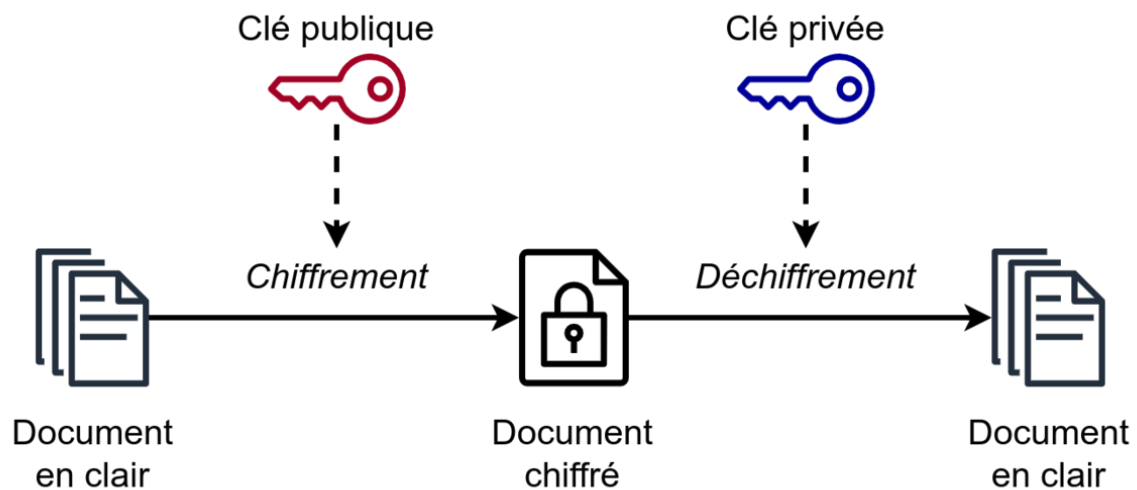 Clé publique
Clé privée
Chiffrement
Déchiffrement
Document
en clair
Document
chiffré
Document
en clair